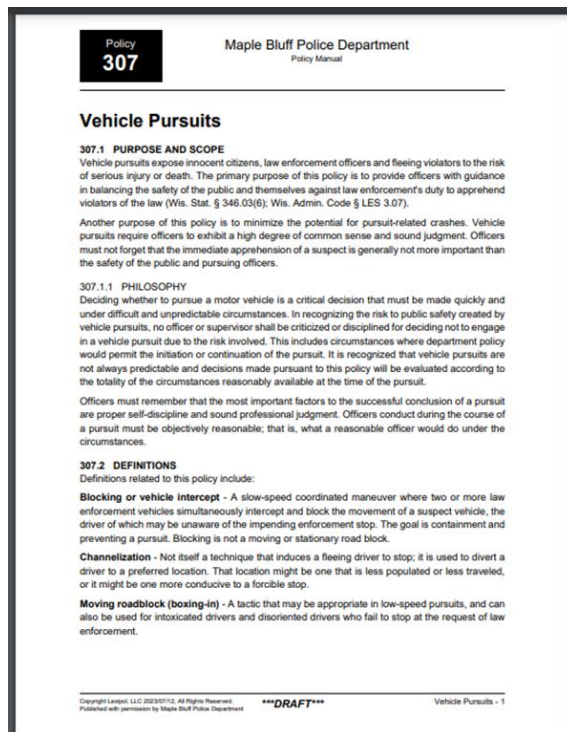 Policy
307
Maple Bluff Police Department
Policy Manual
Vehicle Pursuits
307.1 PURPOSE AND SCOPE
Vehicle pursuits expose innocent citizens, law enforcement officers and fleeing violators to the risk
of serious injury or death. The primary purpose of this policy is to provide officers with guidance
in balancing the safety of the public and themselves against law enforcement's duty to apprehend
violators of the law (Wis. Stat. § 346.03(6); Wis. Admin. Code § LES 3.07).
Another purpose of this policy is to minimize the potential for pursuit-related crashes. Vehicle
pursuits require officers to exhibit a high degree of common sense and sound judgment. Officers
must not forget that the immediate apprehension of a suspect is generally not more important than
the safety of the public and pursuing officers.
307.1.1 PHILOSOPHY
Deciding whether to pursue a motor vehicle is a critical decision that must be made quickly and
under difficult and unpredictable circumstances. In recognizing the risk to public safety created by
vehicle pursuits, no officer or supervisor shall be criticized or disciplined for deciding not to engage
in a vehicle pursuit due to the risk involved. This includes circumstances where department policy
would permit the initiation or continuation of the pursuit. It is recognized that vehicle pursuits are
not always predictable and decisions made pursuant to this policy will be evaluated according to
the totality of the circumstances reasonably available at the time of the pursuit.
Officers must remember that the most important factors to the successful conclusion of a pursuit
are proper self-discipline and sound professional judgment. Officers conduct during the course of
a pursuit must be objectively reasonable; that is, what a reasonable officer would do under the
circumstances.
307.2 DEFINITIONS
Definitions related to this policy include:
Blocking or vehicle intercept - A slow-speed coordinated maneuver where two or more law
enforcement vehicles simultaneously intercept and block the movement of a suspect vehicle, the
driver of which may be unaware of the impending enforcement stop. The goal is containment and
preventing a pursuit. Blocking is not a moving or stationary road block.
Channelization - Not itself a technique that induces a fleeing driver to stop; it is used to divert a
driver to a preferred location. That location might be one that is less populated or less traveled,
or it might be one more conducive to a forcible stop.
Moving roadblock (boxing-in) - A tactic that may be appropriate in low-speed pursuits, and can
also be used for intoxicated drivers and disoriented drivers who fail to stop at the request of law
enforcement.
Copyright Lexipol, LLC 2023/07/12, All Rights Reserved.
Published with permission by Maple Bluff Police Department
***DRAFT***
Vehicle Pursuits - 1